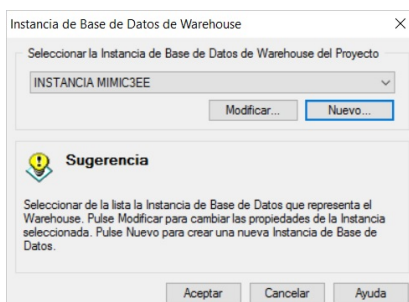 Instancia de Base de Datos de Warehouse
Seleccionar la Instancia de Base de Datos de Warehouse del Proyecto
INSTANCIA MIMIC3EE
Modificar... Nuevo...
Sugerencia
Seleccionar de la lista la Instancia de Base de Datos que representa el
Warehouse. Pulse Modificar para cambiar las propiedades de la Instancia
seleccionada. Pulse Nuevo para crear una nueva Instancia de Base de
Datos.
Aceptar Cancelar Ayuda